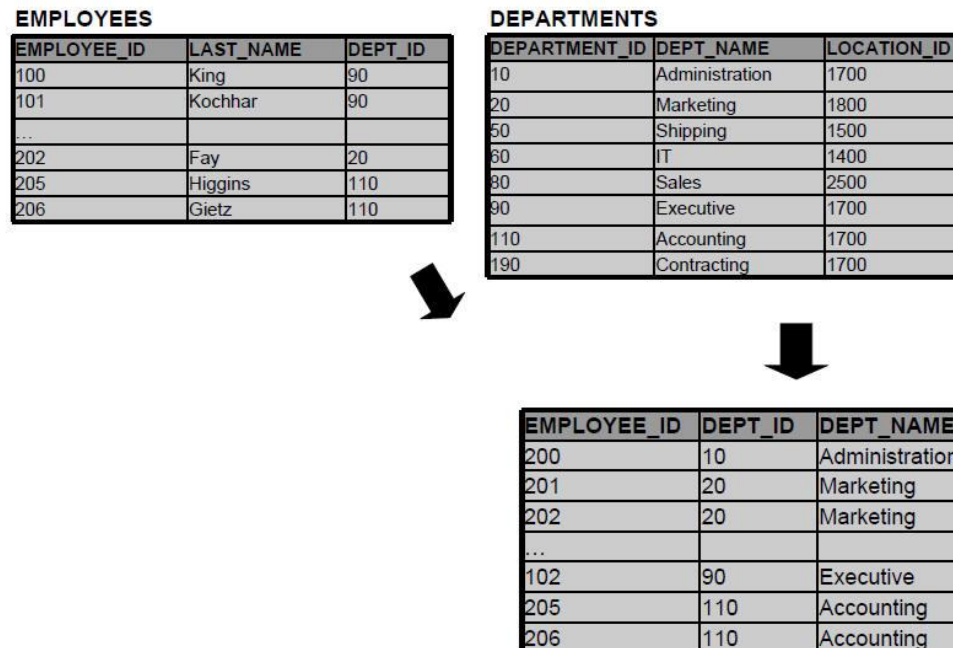 EMPLOYEES
EMPLOYEE_ID LAST_NAME DEPT_ID
100 King 90
101 Kochhar 90
...
202 Fay 20
205 Higgins 110
206 Gietz 110
DEPARTMENTS
DEPARTMENT_ID DEPT_NAME LOCATION_ID
10 Administration 1700
20 Marketing 1800
50 Shipping 1500
60 IT 1400
80 Sales 2500
90 Executive 1700
110 Accounting 1700
190 Contracting 1700
EMPLOYEE_ID DEPT_ID DEPT_NAME
200 10 Administration
201 20 Marketing
202 20 Marketing
...
102 90 Executive
205 110 Accounting
206 110 Accounting